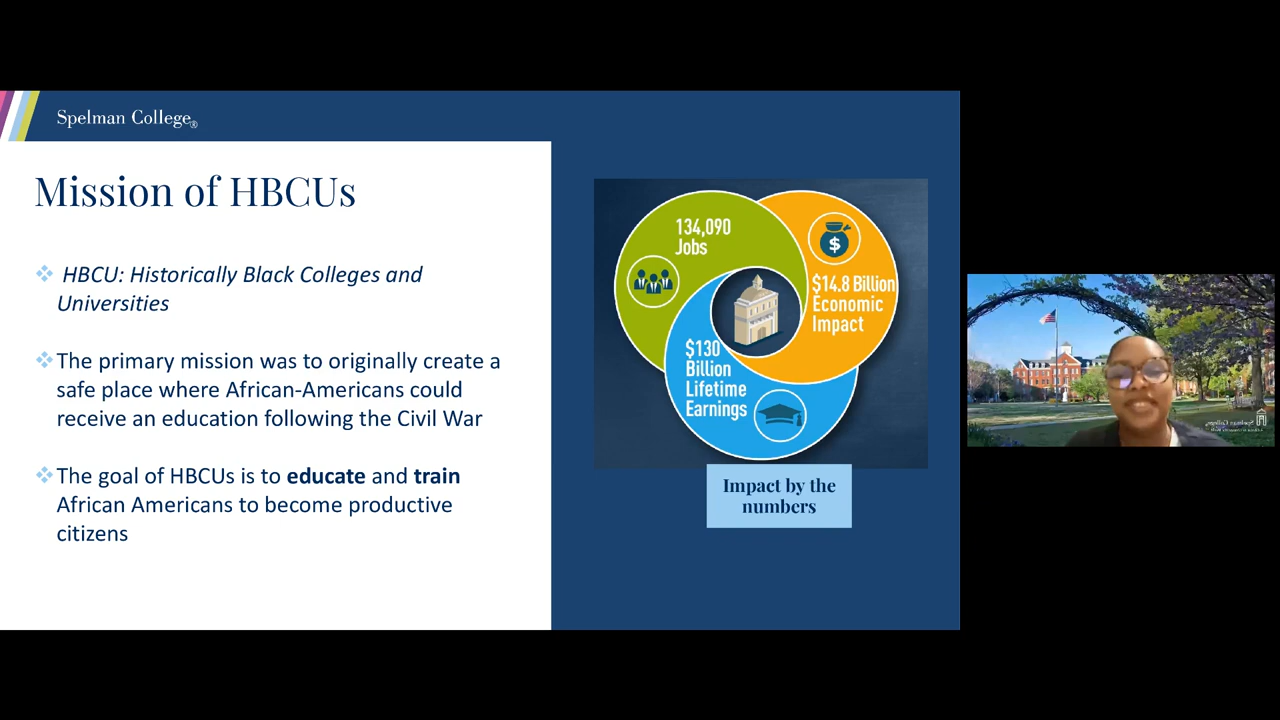 Spelman College®
Mission of HBCUs
HBCU: Historically Black Colleges and
Universities
The primary mission was to originally create a
safe place where African-Americans could
receive an education following the Civil War
The goal of HBCUs is to educate and train
African Americans to become productive
citizens
134,090
Jobs
$
$14.8 Billion
Economic
Impact
$130
Billion
Lifetime
Earnings
Impact by the
numbers
Spelman College